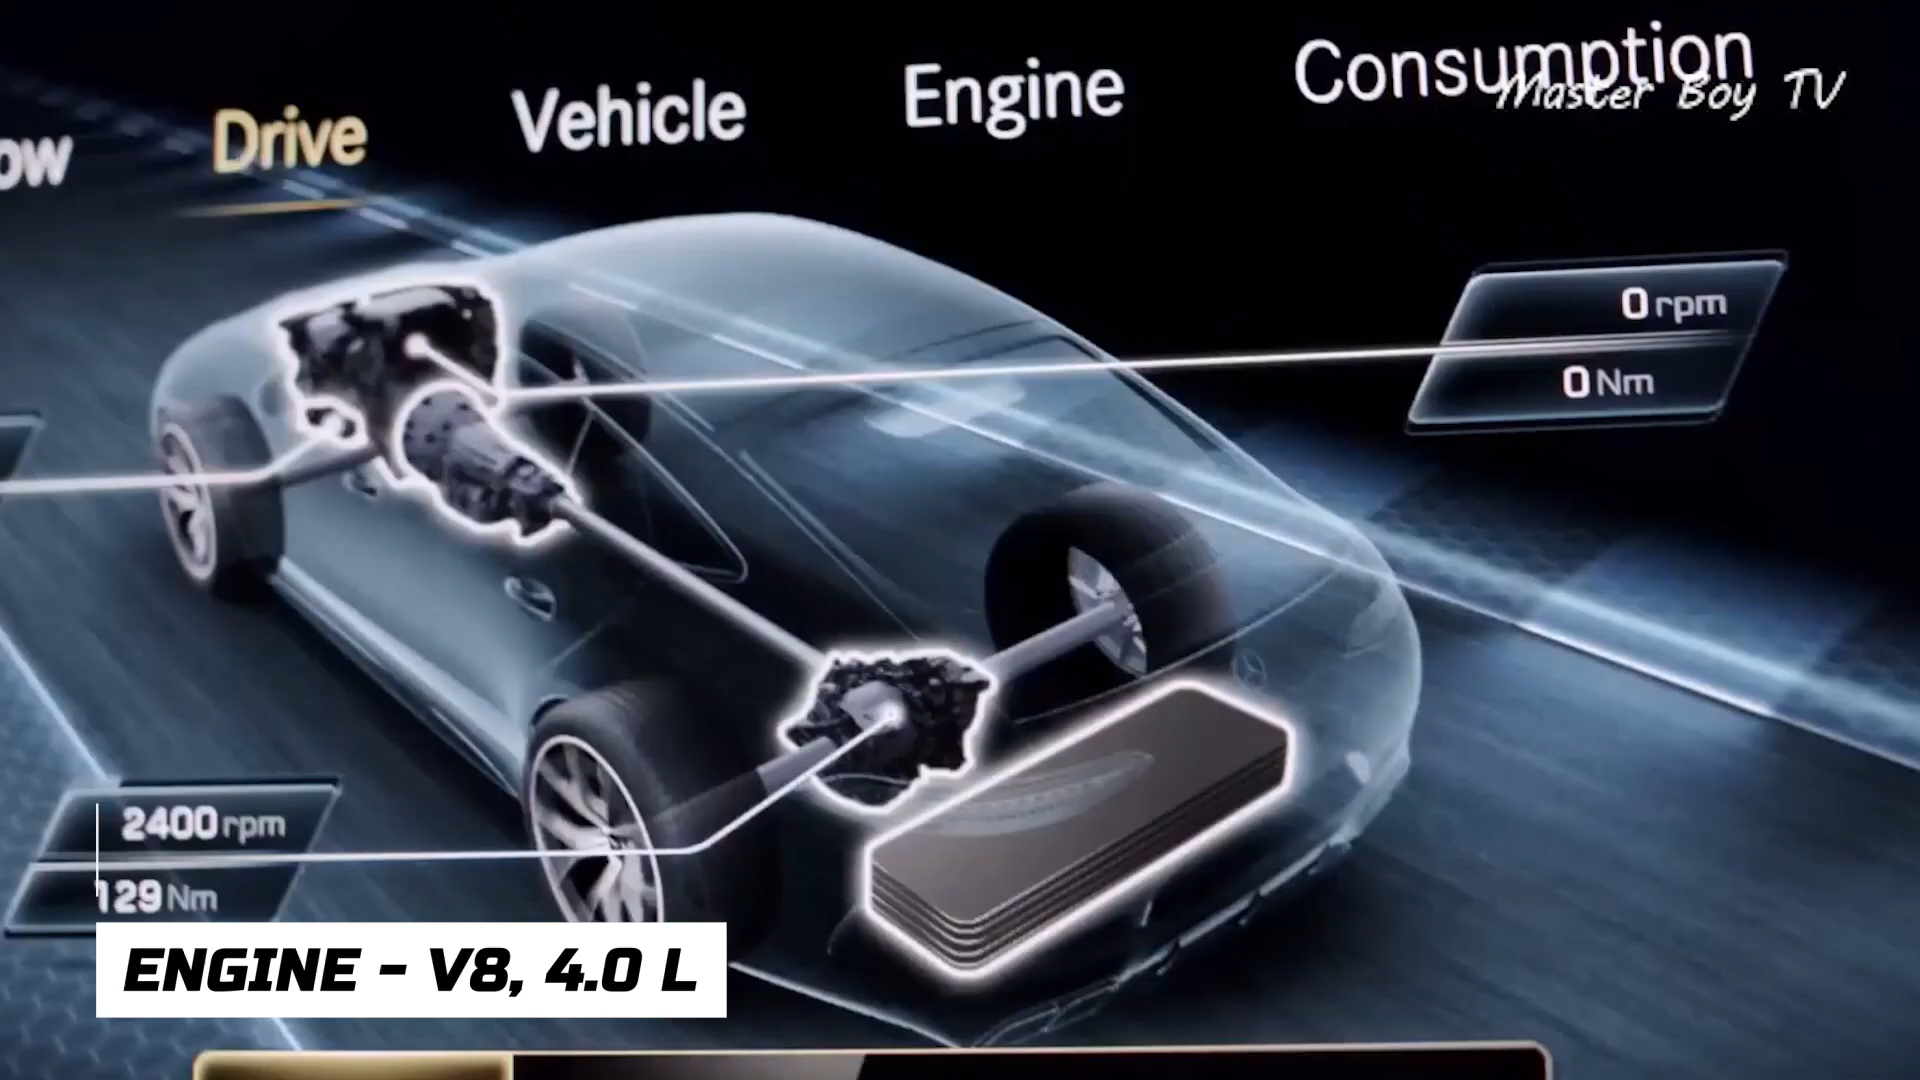 ow
Drive
Vehicle
Engine
Consumption
Master Boy TV
0 rpm
0 Nm
2400 rpm
129 Nm
ENGINE - V8, 4.0 L